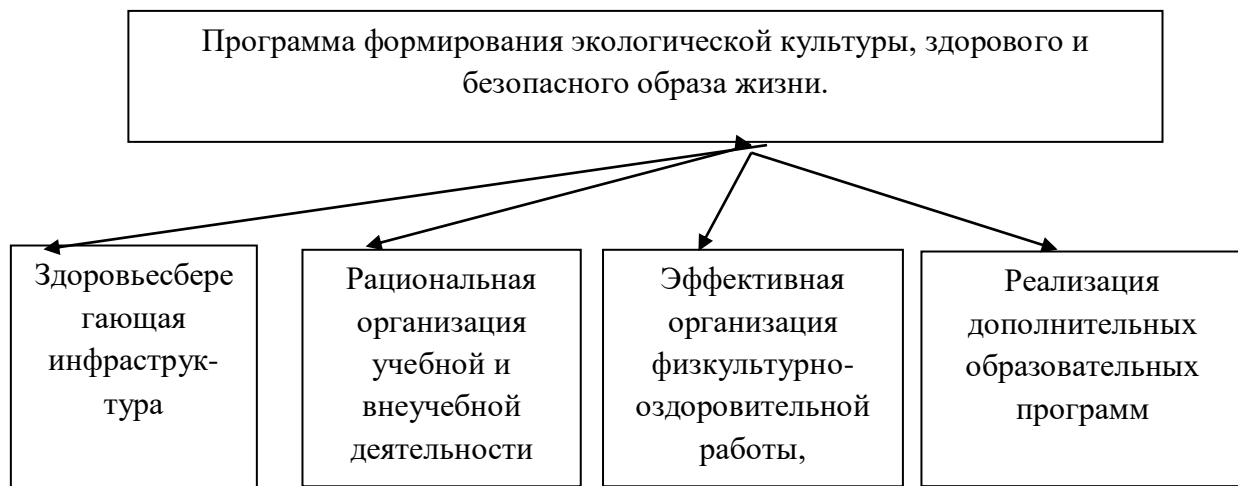 Программа формирования экологической культуры, здорового и
безопасного образа жизни.
Здоровьесбере
гающая
инфраструк-
тура
Рациональная
организация
учебной и
внеучебной
деятельности
Эффективная
организация
физкультурно-
оздоровительной
работы,
Реализация
дополнительных
образовательных
программ